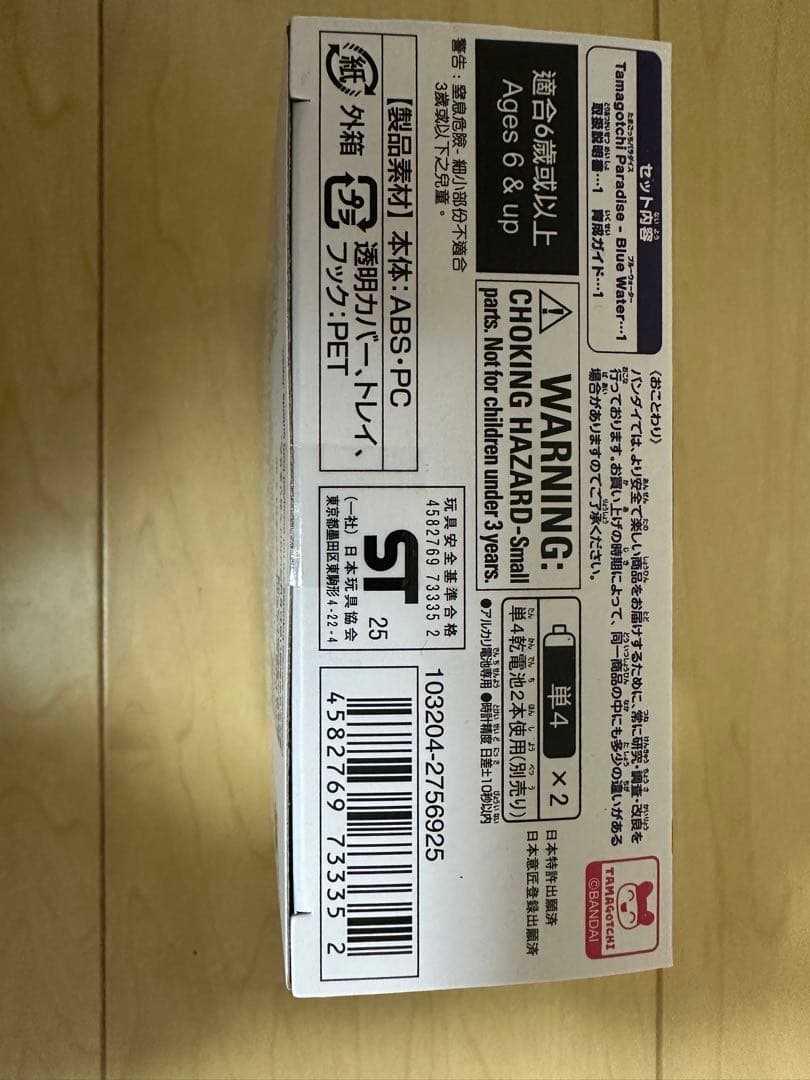 セット内容
Tamagotchi Paradise - Blue Water…1
取扱説明書…1 育成ガイド…1
〈おことわり〉
バンダイでは、より安全で楽しい商品をお届けするために、常に研究・調査・改良を
行っております。お買い上げの時期によって、同一商品の中にも多少の違いがある
場合がありますのでご了承ください。
TAMAGOTCHI
©BANDAI
適合6歳或以上
Ages 6 & up
警告：窒息危險- 細小部份不適合
3歲或以下之兒童。
WARNING:
CHOKING HAZARD-Small
parts. Not for children under 3 years.
単4 ×2
単4乾電池2本使用(別売り)
●アルカリ電池専用 ●時計精度 日差±10秒以内
日本特許出願済
日本意匠登録出願済
【製品素材】本体：ABS・PC
紙 外箱 プラ 透明カバー、トレイ、
フック：PET
玩具安全基準合格
4582769 73335 2
ST 25
(一社) 日本玩具協会
東京都墨田区東駒形4-22-4
103204-2756925
4582769 733352